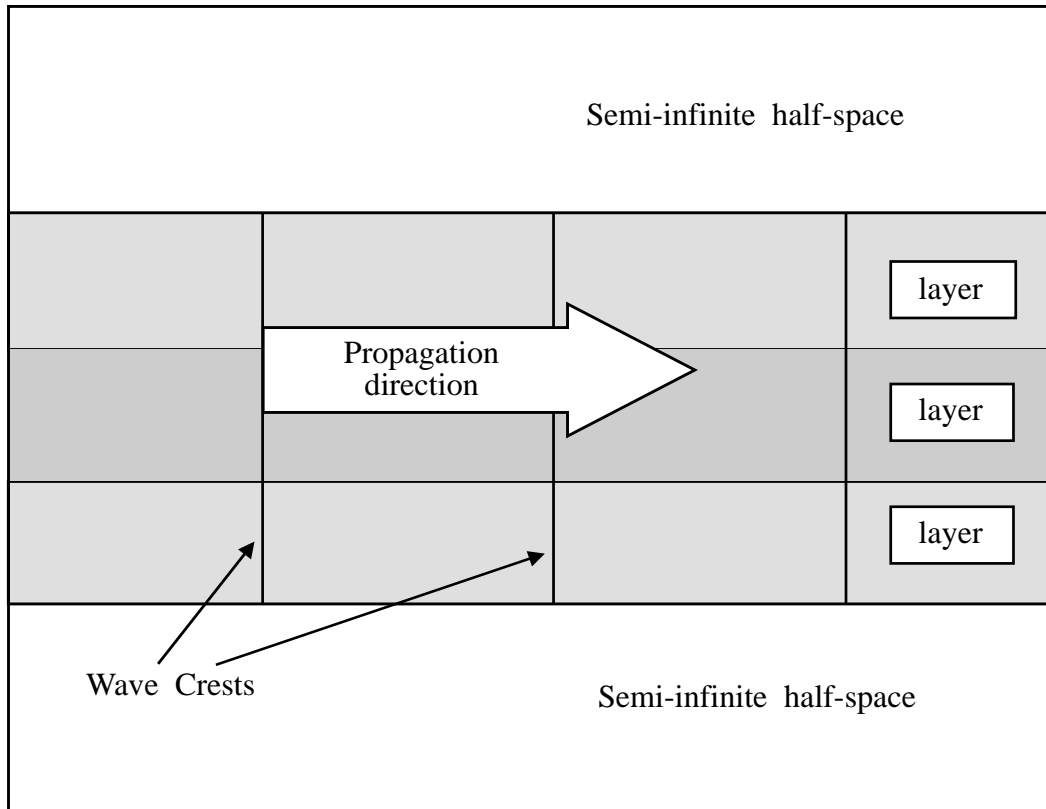 Semi-infinite half-space
layer
Propagation
direction
layer
layer
Wave Crests
Semi-infinite half-space